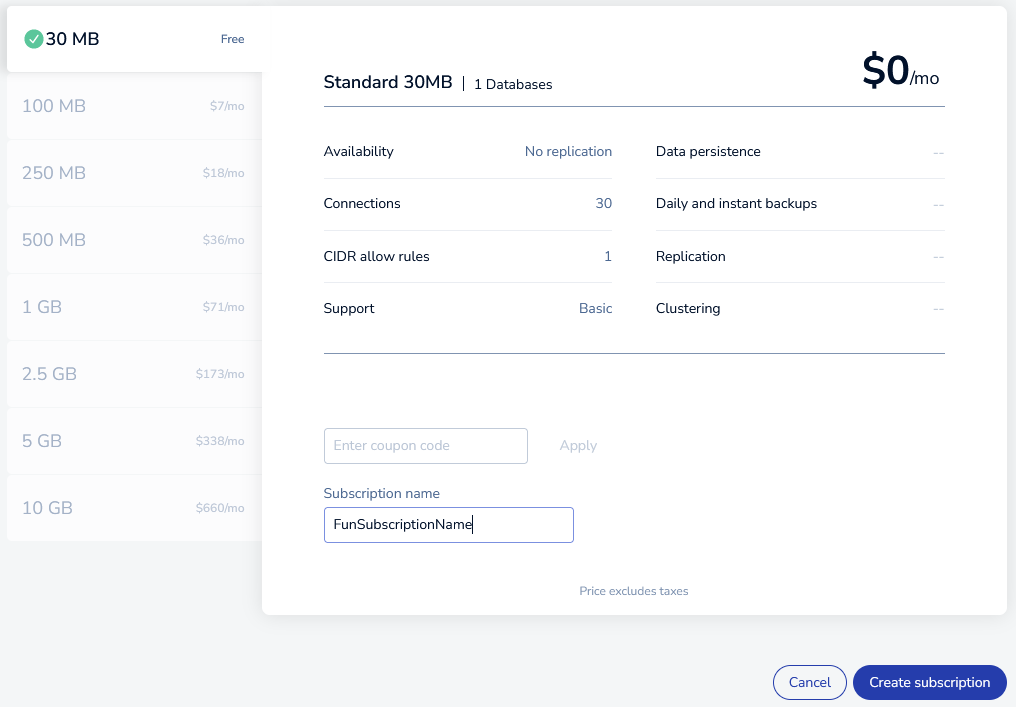 30 MB Free
100 MB $7/mo
250 MB $18/mo
500 MB $36/mo
1 GB $71/mo
2.5 GB $173/mo
5 GB $338/mo
10 GB $660/mo
Standard 30MB | 1 Databases $0/mo
Availability No replication
Connections 30
CIDR allow rules 1
Support Basic
Data persistence --
Daily and instant backups --
Replication --
Clustering --
Enter coupon code Apply
Subscription name
FunSubscriptionName
Price excludes taxes
Cancel Create subscription